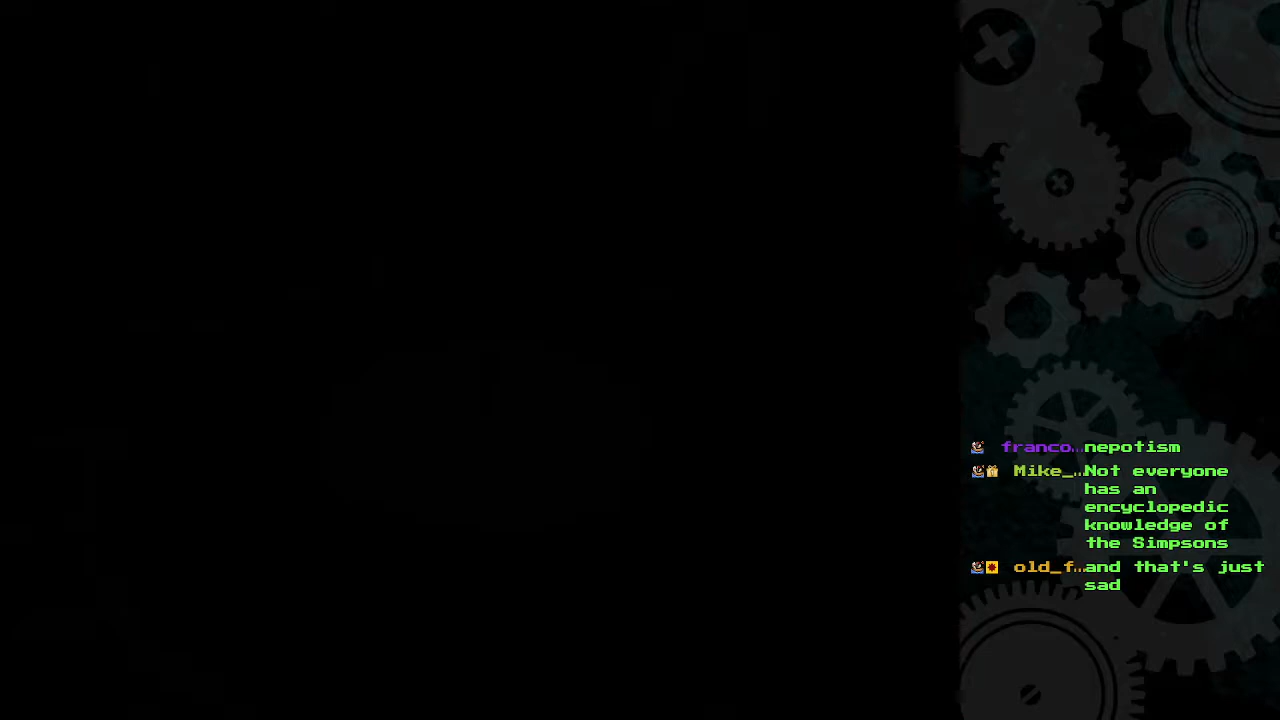 franco… nepotism
Mike_… Not everyone
has an
encyclopedic
knowledge of
the Simpsons
old_f… and that's just
sad